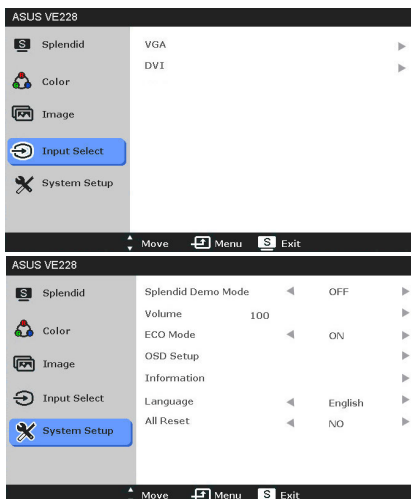 ASUS VE228
S Splendid
VGA
DVI
Color
Image
Input Select
System Setup
Move Menu S Exit
ASUS VE228
S Splendid
Splendid Demo Mode OFF
Volume 100
Color
ECO Mode ON
OSD Setup
Image
Information
Input Select
Language English
All Reset NO
System Setup
Move Menu S Exit